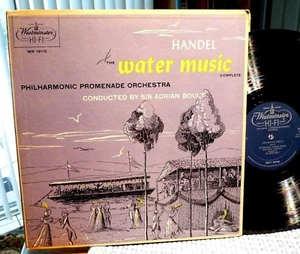 Westminster
HI-FI
HANDEL
THE water music
COMPLETE
PHILHARMONIC PROMENADE ORCHESTRA
CONDUCTED BY SIR ADRIAN BOULT
Westminster
HI-FI